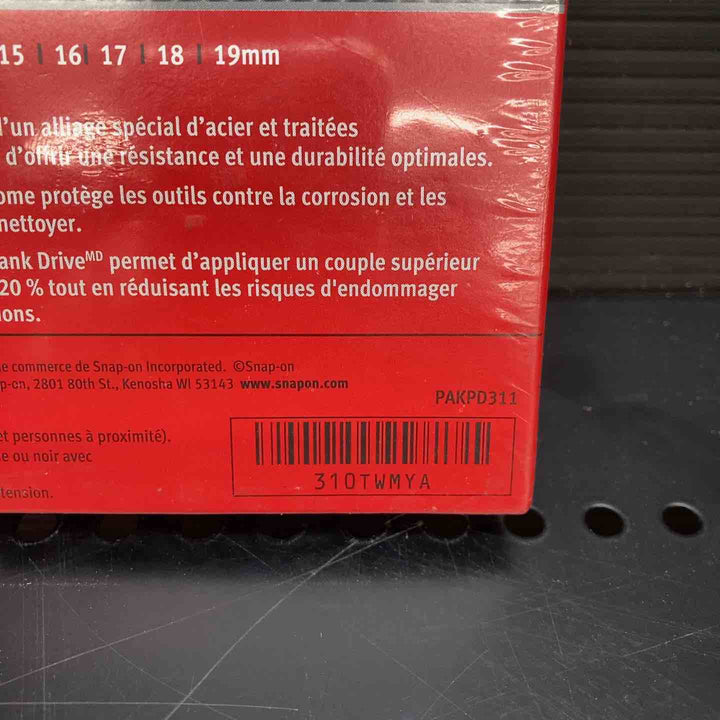 15 | 16 | 17 | 18 | 19mm
d'un alliage spécial d'acier et traitées
d'offrir une résistance et une durabilité optimales.
ome protège les outils contre la corrosion et les
nettoyer.
ank Drive MD permet d'appliquer un couple supérieur
20 % tout en réduisant les risques d'endommager
ons.
e commerce de Snap-on Incorporated. ©Snap-on
p-on, 2801 80th St., Kenosha WI 53143 www.snapon.com
PAKPD311
et personnes à proximité).
e ou noir avec
310TWMYA
tension.